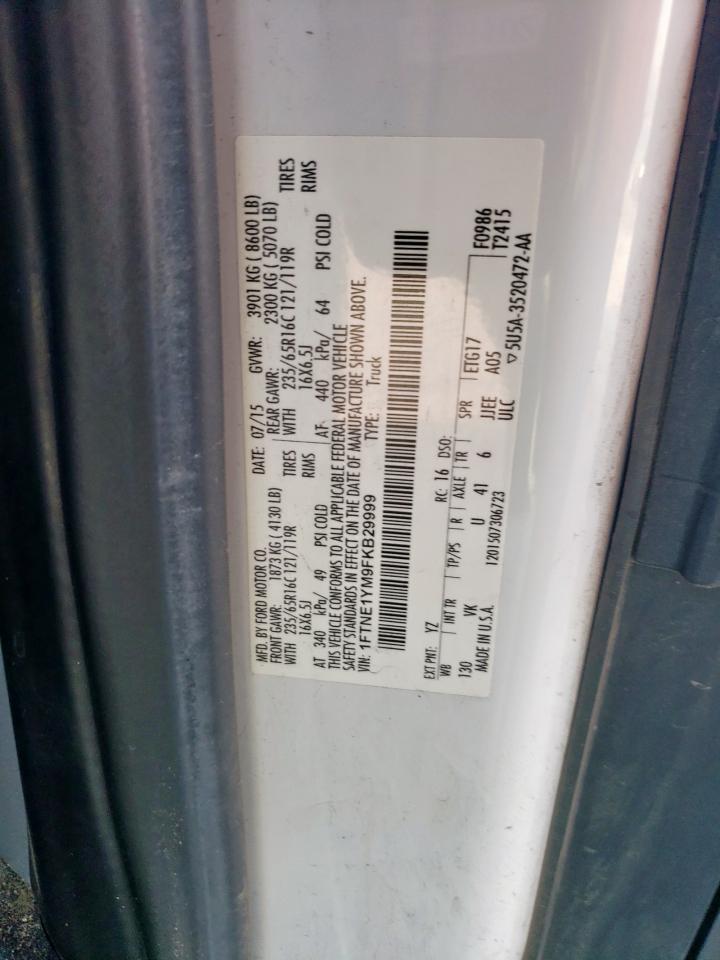 MFD. BY FORD MOTOR CO. DATE: 07/15 GVWR: 3901 KG ( 8600 LB)
FRONT GAWR: 1873 KG ( 4130 LB) REAR GAWR: 2300 KG ( 5070 LB)
WITH 235/65R16C 121/119R TIRES WITH 235/65R16C 121/119R TIRES
16X6.5J RIMS 16X6.5J RIMS
AT 340 kPa/ 49 PSI COLD AT- 440 kPa/ 64 PSI COLD
THIS VEHICLE CONFORMS TO ALL APPLICABLE FEDERAL MOTOR VEHICLE
SAFETY STANDARDS IN EFFECT ON THE DATE OF MANUFACTURE SHOWN ABOVE.
VIN: 1FTNE1YM9FKB29999 TYPE: Truck
EXT PNT: YZ RC: 16 DSO: F0986
WB INT TR TP/PS R AXLE TR SPR ETG17 T2415
130 VK U 41 6 JJEE A05
MADE IN U.S.A. 1201507306723 ULC ▽5U5A-3520472-AA